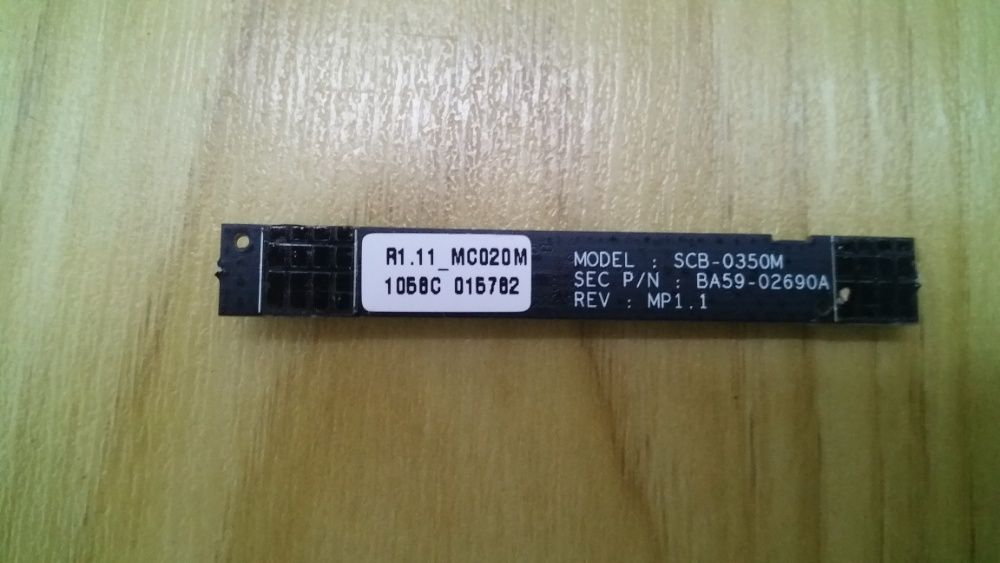 R1.11_MC020M
1058C 015782
MODEL : SCB-0350M
SEC P/N : BA59-02690A
REV : MP1.1